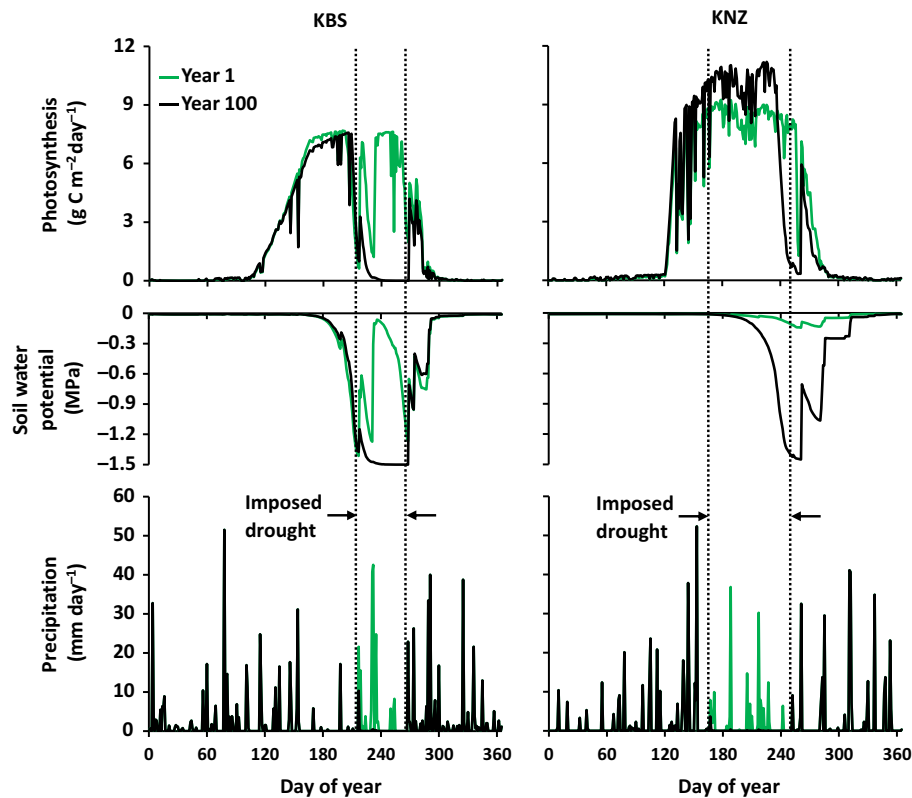 KBS
KNZ
Photosynthesis
(g C m⁻² day⁻¹)
12
9
6
3
0
Year 1
Year 100
Soil water
potential
(MPa)
0
−0.3
−0.6
−0.9
−1.2
−1.5
Precipitation
(mm day⁻¹)
60
50
40
30
20
10
0
Imposed
drought
Imposed
drought
0 60 120 180 240 300 360
0 60 120 180 240 300 360
Day of year
Day of year